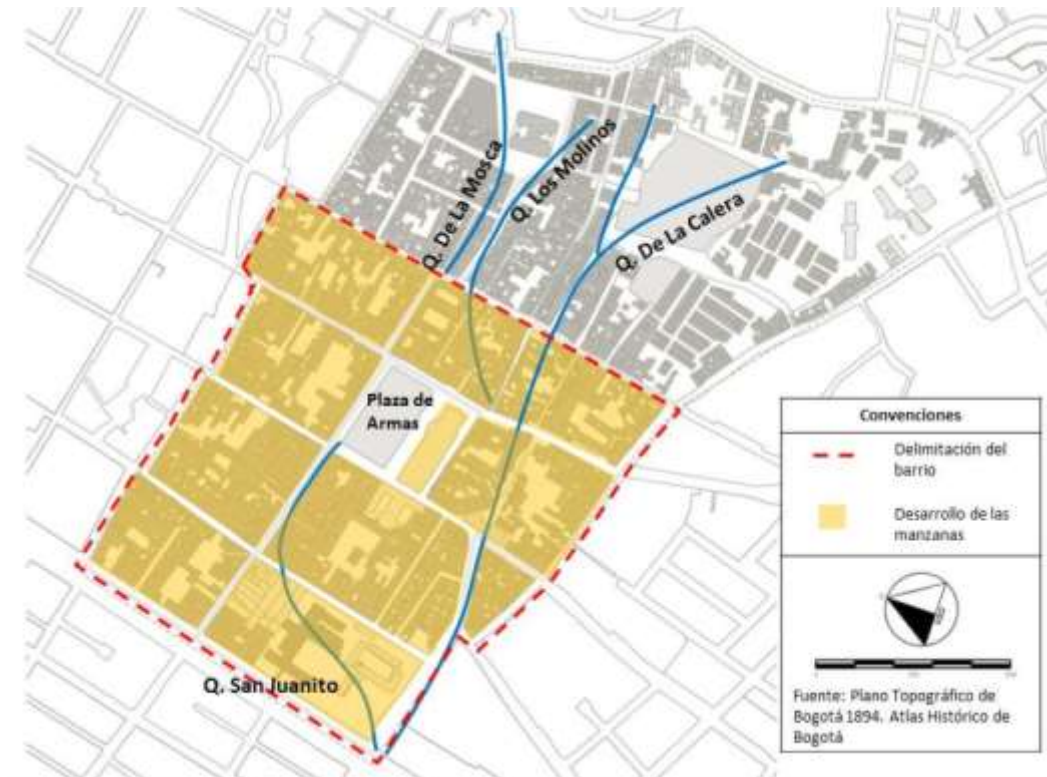 Q. De La Mosca
Q. Los Molinos
Q. De La Calera
Plaza de
Armas
Q. San Juanito
Convenciones
Delimitación del
barrio
Desarrollo de las
manzanas
Fuente: Plano Topográfico de
Bogotá 1894. Atlas Histórico de
Bogotá